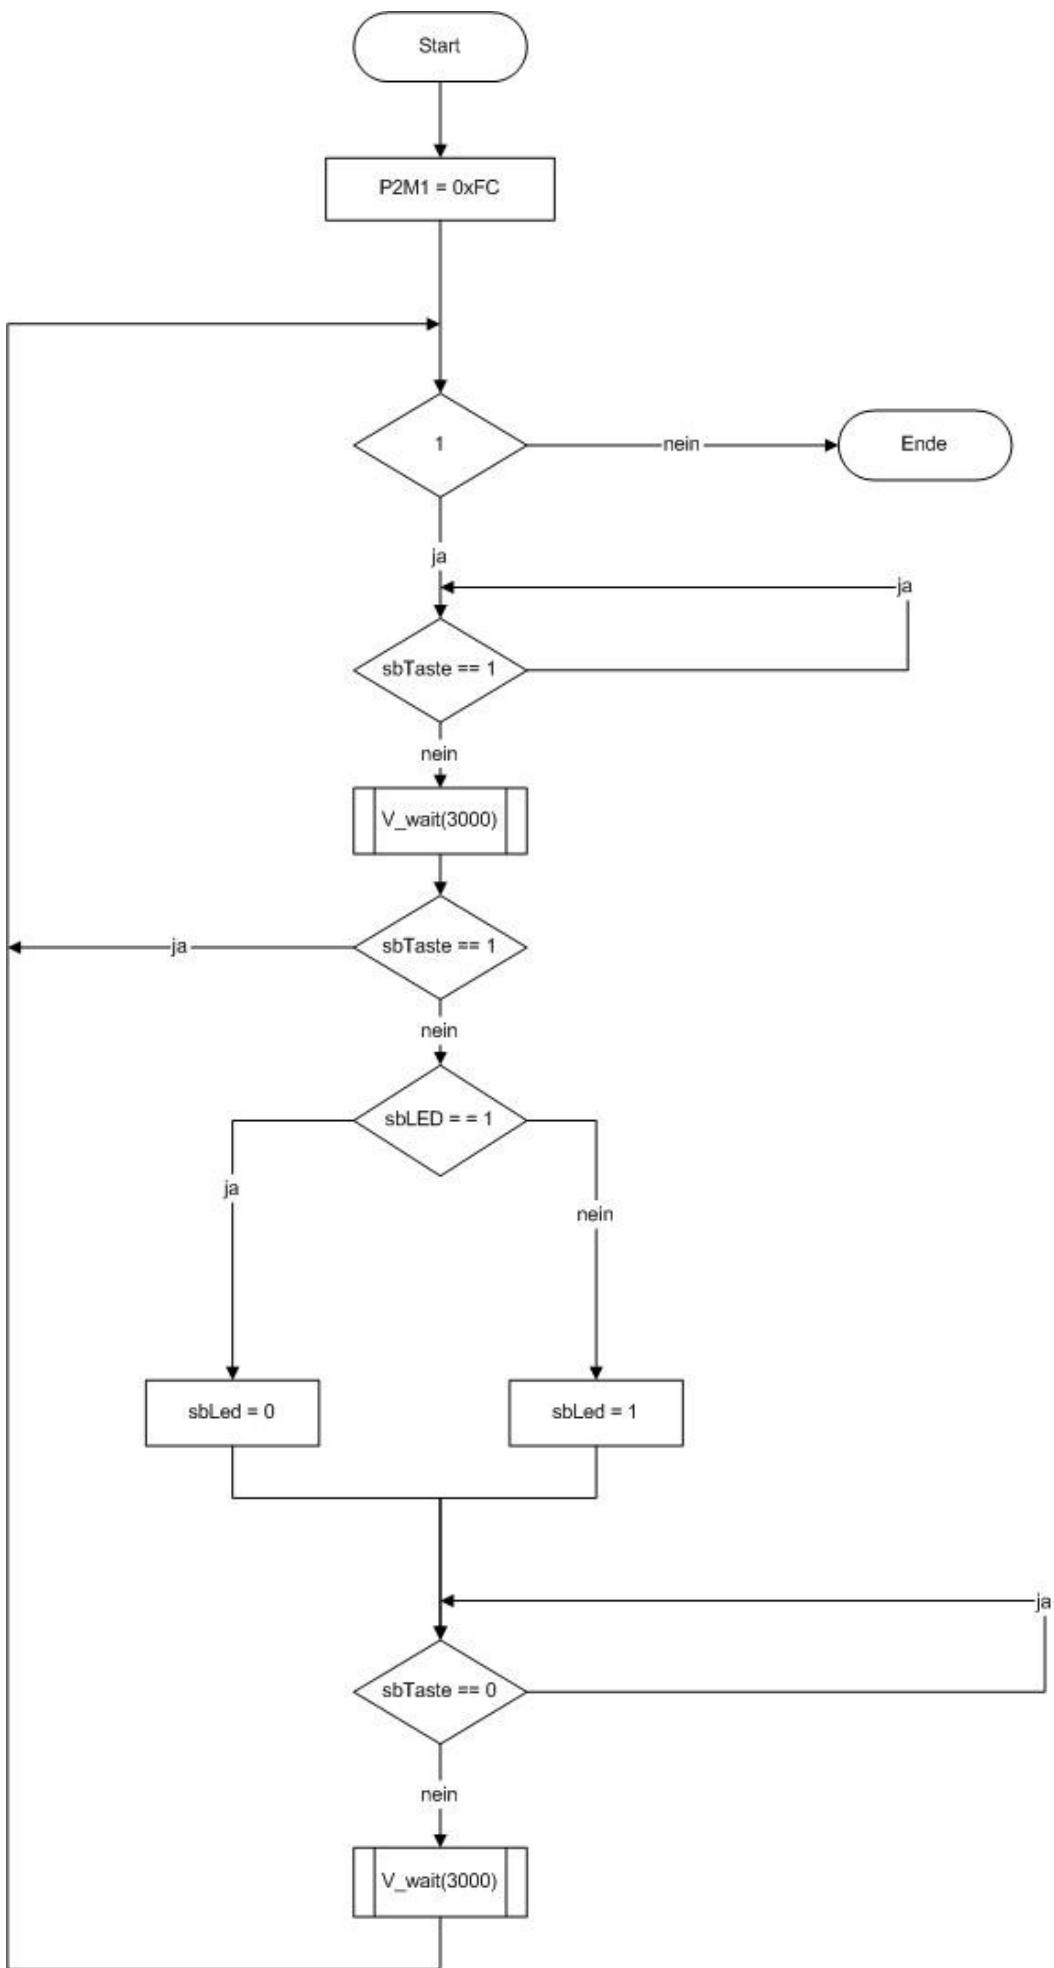 Start
P2M1 = 0xFC
1
nein
Ende
ja
ja
sbTaste == 1
nein
V_wait(3000)
sbTaste == 1
ja
nein
sbLED = = 1
ja
nein
sbLed = 0
sbLed = 1
ja
sbTaste == 0
nein
V_wait(3000)